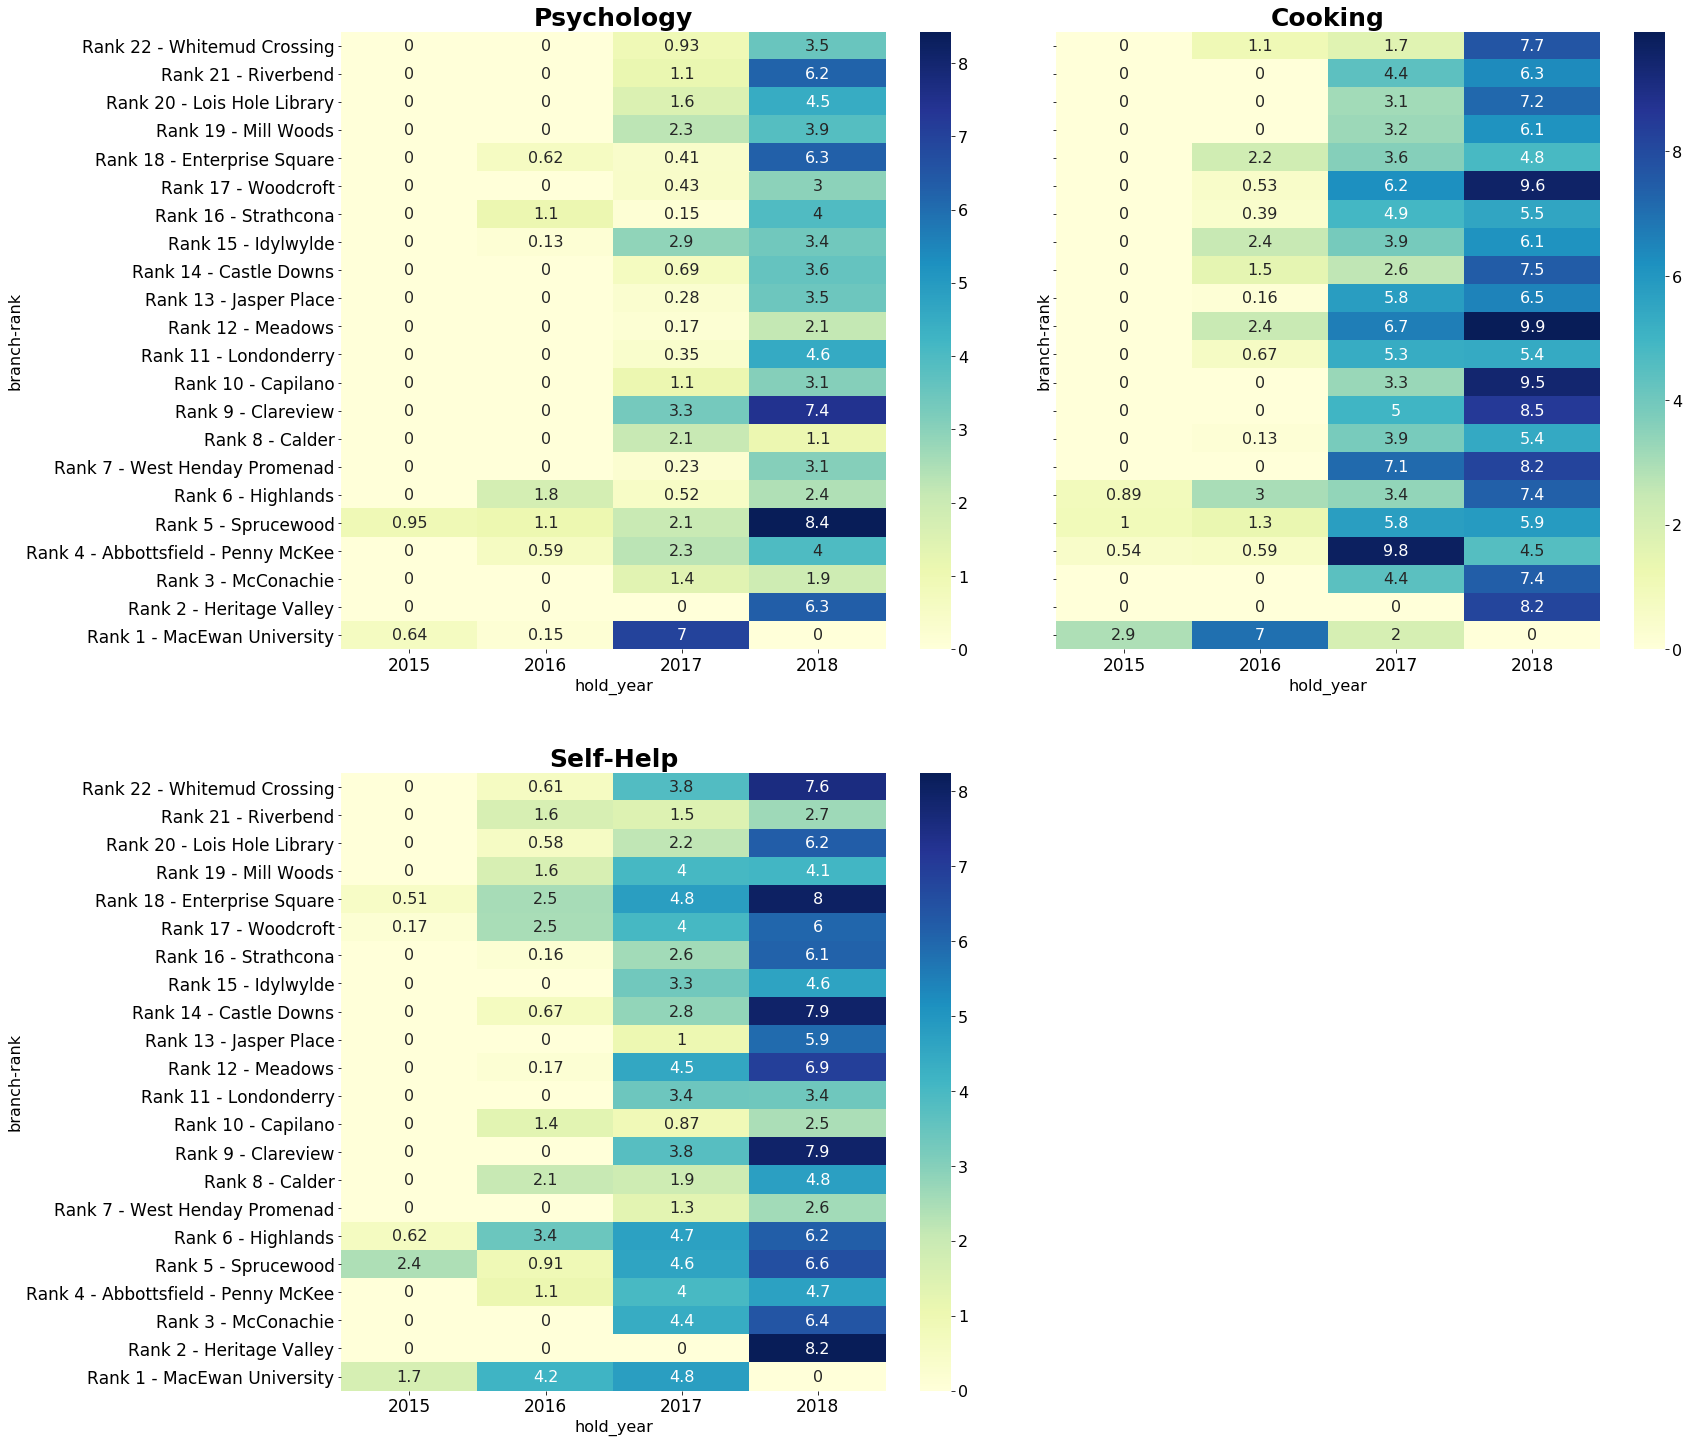 Psychology
Rank 22 - Whitemud Crossing 0 0 0.93 3.5
Rank 21 - Riverbend 0 0 1.1 6.2
Rank 20 - Lois Hole Library 0 0 1.6 4.5
Rank 19 - Mill Woods 0 0 2.3 3.9
Rank 18 - Enterprise Square 0 0.62 0.41 6.3
Rank 17 - Woodcroft 0 0 0.43 3
Rank 16 - Strathcona 0 1.1 0.15 4
Rank 15 - Idylwylde 0 0.13 2.9 3.4
Rank 14 - Castle Downs 0 0 0.69 3.6
Rank 13 - Jasper Place 0 0 0.28 3.5
Rank 12 - Meadows 0 0 0.17 2.1
Rank 11 - Londonderry 0 0 0.35 4.6
Rank 10 - Capilano 0 0 1.1 3.1
Rank 9 - Clareview 0 0 3.3 7.4
Rank 8 - Calder 0 0 2.1 1.1
Rank 7 - West Henday Promenad 0 0 0.23 3.1
Rank 6 - Highlands 0 1.8 0.52 2.4
Rank 5 - Sprucewood 0.95 1.1 2.1 8.4
Rank 4 - Abbottsfield - Penny McKee 0 0.59 2.3 4
Rank 3 - McConachie 0 0 1.4 1.9
Rank 2 - Heritage Valley 0 0 0 6.3
Rank 1 - MacEwan University 0.64 0.15 7 0
2015 2016 2017 2018
hold_year
branch-rank
8
7
6
5
4
3
2
1
0
Cooking
0 1.1 1.7 7.7
0 0 4.4 6.3
0 0 3.1 7.2
0 0 3.2 6.1
0 2.2 3.6 4.8
0 0.53 6.2 9.6
0 0.39 4.9 5.5
0 2.4 3.9 6.1
0 1.5 2.6 7.5
0 0.16 5.8 6.5
0 2.4 6.7 9.9
0 0.67 5.3 5.4
0 0 3.3 9.5
0 0 5 8.5
0 0.13 3.9 5.4
0 0 7.1 8.2
0.89 3 3.4 7.4
1 1.3 5.8 5.9
0.54 0.59 9.8 4.5
0 0 4.4 7.4
0 0 0 8.2
2.9 7 2 0
2015 2016 2017 2018
hold_year
branch-rank
8
6
4
2
0
Self-Help
Rank 22 - Whitemud Crossing 0 0.61 3.8 7.6
Rank 21 - Riverbend 0 1.6 1.5 2.7
Rank 20 - Lois Hole Library 0 0.58 2.2 6.2
Rank 19 - Mill Woods 0 1.6 4 4.1
Rank 18 - Enterprise Square 0.51 2.5 4.8 8
Rank 17 - Woodcroft 0.17 2.5 4 6
Rank 16 - Strathcona 0 0.16 2.6 6.1
Rank 15 - Idylwylde 0 0 3.3 4.6
Rank 14 - Castle Downs 0 0.67 2.8 7.9
Rank 13 - Jasper Place 0 0 1 5.9
Rank 12 - Meadows 0 0.17 4.5 6.9
Rank 11 - Londonderry 0 0 3.4 3.4
Rank 10 - Capilano 0 1.4 0.87 2.5
Rank 9 - Clareview 0 0 3.8 7.9
Rank 8 - Calder 0 2.1 1.9 4.8
Rank 7 - West Henday Promenad 0 0 1.3 2.6
Rank 6 - Highlands 0.62 3.4 4.7 6.2
Rank 5 - Sprucewood 2.4 0.91 4.6 6.6
Rank 4 - Abbottsfield - Penny McKee 0 1.1 4 4.7
Rank 3 - McConachie 0 0 4.4 6.4
Rank 2 - Heritage Valley 0 0 0 8.2
Rank 1 - MacEwan University 1.7 4.2 4.8 0
2015 2016 2017 2018
hold_year
branch-rank
8
7
6
5
4
3
2
1
0